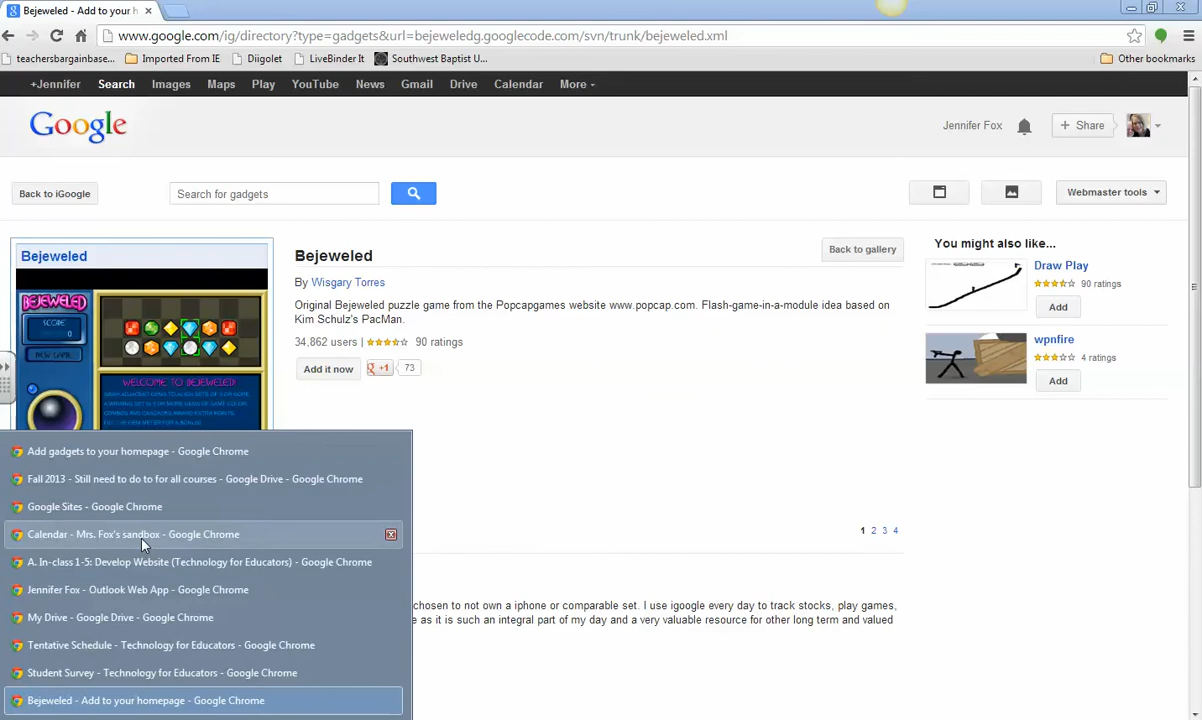 Bejeweled - Add to your h
www.google.com/ig/directory?type=gadgets&url=bejeweledg.googlecode.com/svn/trunk/bejeweled.xml
teachersbargainbase... Imported From IE Diigolet LiveBinder It Southwest Baptist U... Other bookmarks
+Jennifer Search Images Maps Play YouTube News Gmail Drive Calendar More
Google Jennifer Fox + Share
Back to iGoogle Search for gadgets Webmaster tools
Bejeweled
BEJEWELED
SCORE
0
NEW GAME
WELCOME TO BEJEWELED!
Bejeweled Back to gallery
By Wisgary Torres
Original Bejeweled puzzle game from the Popcapgames website www.popcap.com. Flash-game-in-a-module idea based on
Kim Schulz's PacMan.
34,862 users | 90 ratings
Add it now +1 73
You might also like...
Draw Play
90 ratings
Add
wpnfire
4 ratings
Add
Add gadgets to your homepage - Google Chrome
Fall 2013 - Still need to do to for all courses - Google Drive - Google Chrome
Google Sites - Google Chrome
Calendar - Mrs. Fox's sandbox - Google Chrome
A. In-class 1-5: Develop Website (Technology for Educators) - Google Chrome
Jennifer Fox - Outlook Web App - Google Chrome
My Drive - Google Drive - Google Chrome
Tentative Schedule - Technology for Educators - Google Chrome
Student Survey - Technology for Educators - Google Chrome
Bejeweled - Add to your homepage - Google Chrome
1 2 3 4
chosen to not own a iphone or comparable set. I use igoogle every day to track stocks, play games,
as it is such an integral part of my day and a very valuable resource for other long term and valued